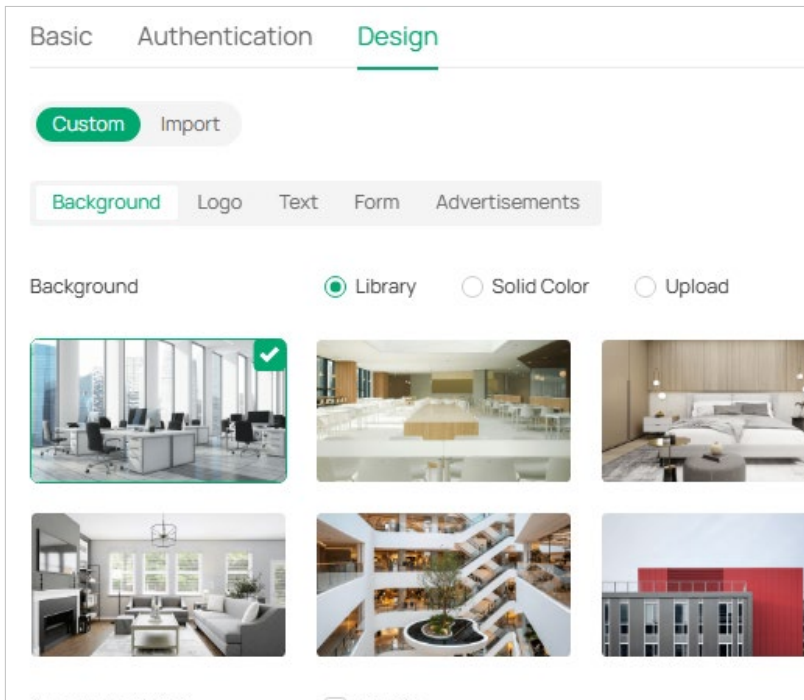 Basic Authentication Design
Custom Import
Background Logo Text Form Advertisements
Background Library Solid Color Upload